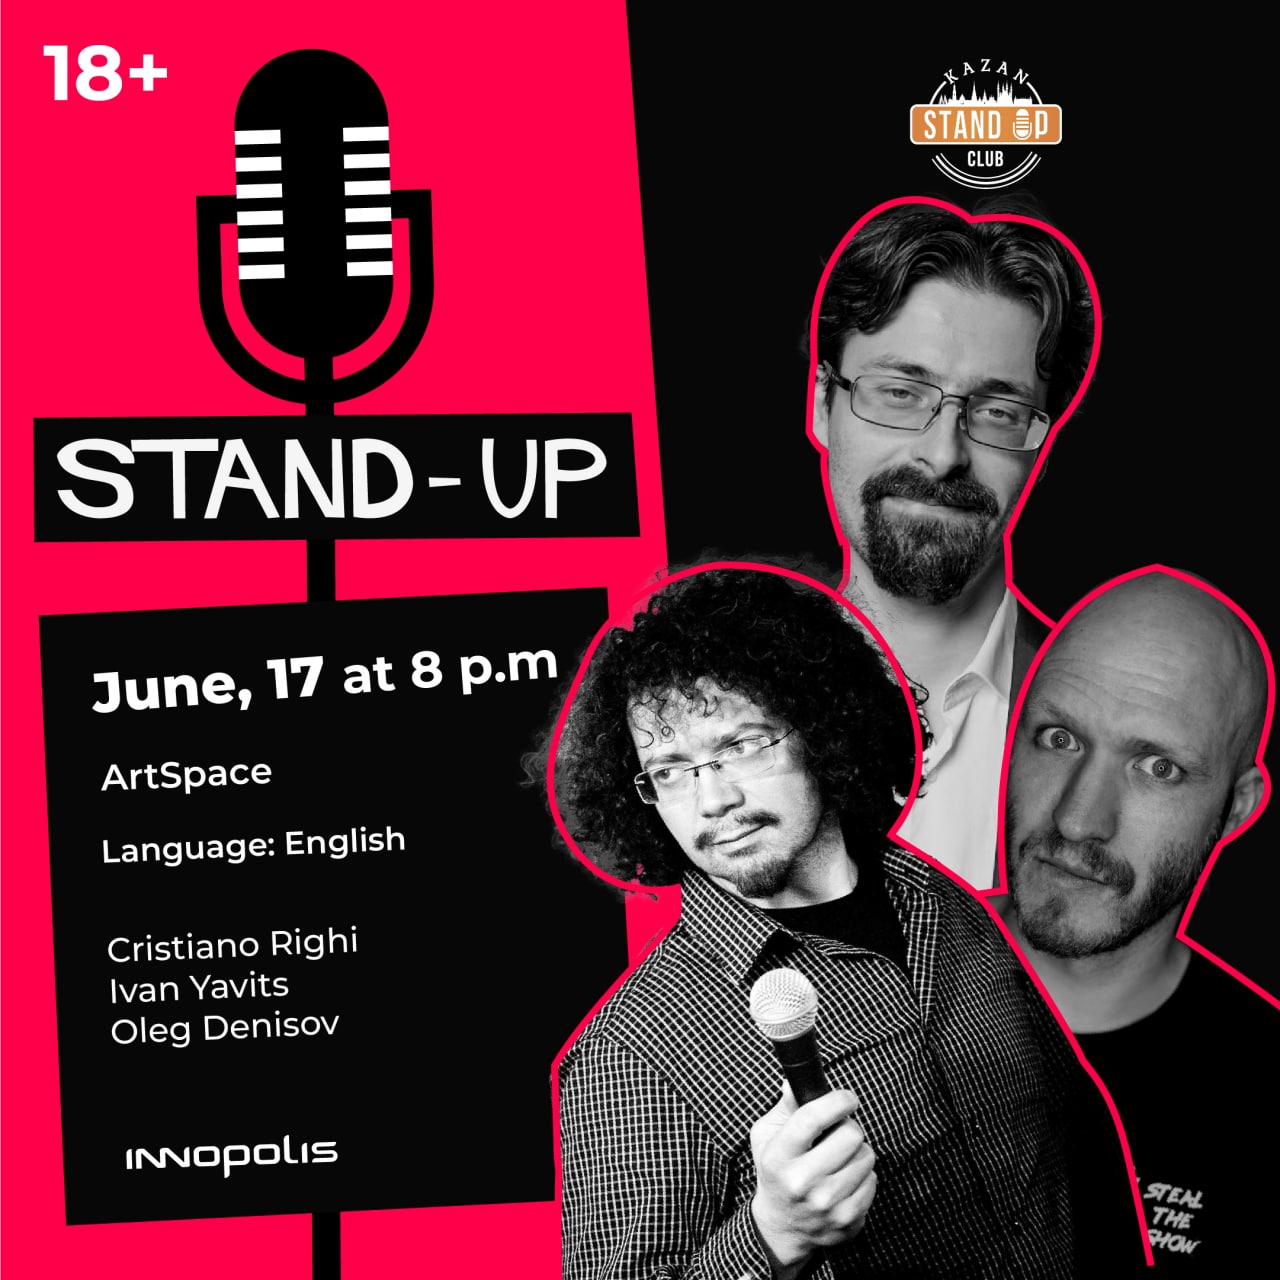 18+
KAZAN
STAND UP
CLUB
STAND-UP
June, 17 at 8 p.m
ArtSpace
Language: English
Cristiano Righi
Ivan Yavits
Oleg Denisov
INNOPOLIS
STEAL
THE
SHOW